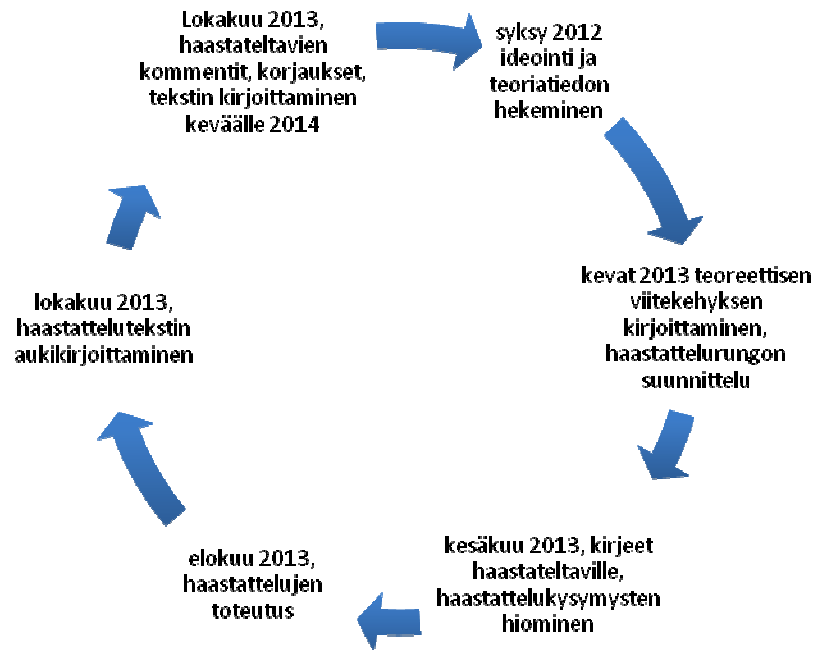 Lokakuu 2013,
haastateltavien
kommentit, korjaukset,
tekstin kirjoittaminen
keväälle 2014
syksy 2012
ideointi ja
teoriatiedon
hekeminen
kevat 2013 teoreettisen
viitekehyksen
kirjoittaminen,
haastattelurungon
suunnittelu
kesäkuu 2013, kirjeet
haastateltaville,
haastattelukysymysten
hiominen
elokuu 2013,
haastattelujen
toteutus
lokakuu 2013,
haastattelutekstin
aukikirjoittaminen